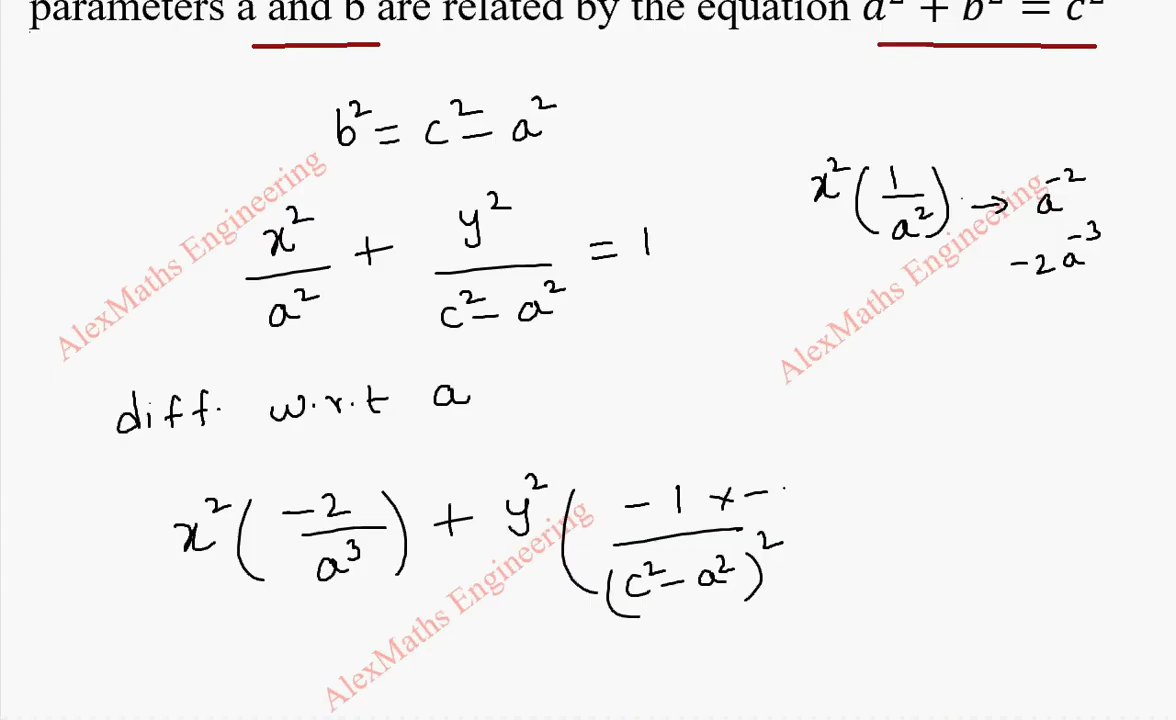 parameters a and b are related by the equation a² + b² = c²
b² = c² - a²
x²/a² + y²/(c² - a²) = 1
x² (1/a²) → a⁻²
-2a⁻³
diff. w.r.t a
x² (-2/a³) + y² (-1 × - / (c² - a²)²
AlexMaths Engineering
AlexMaths Engineering
AlexMaths Engineering